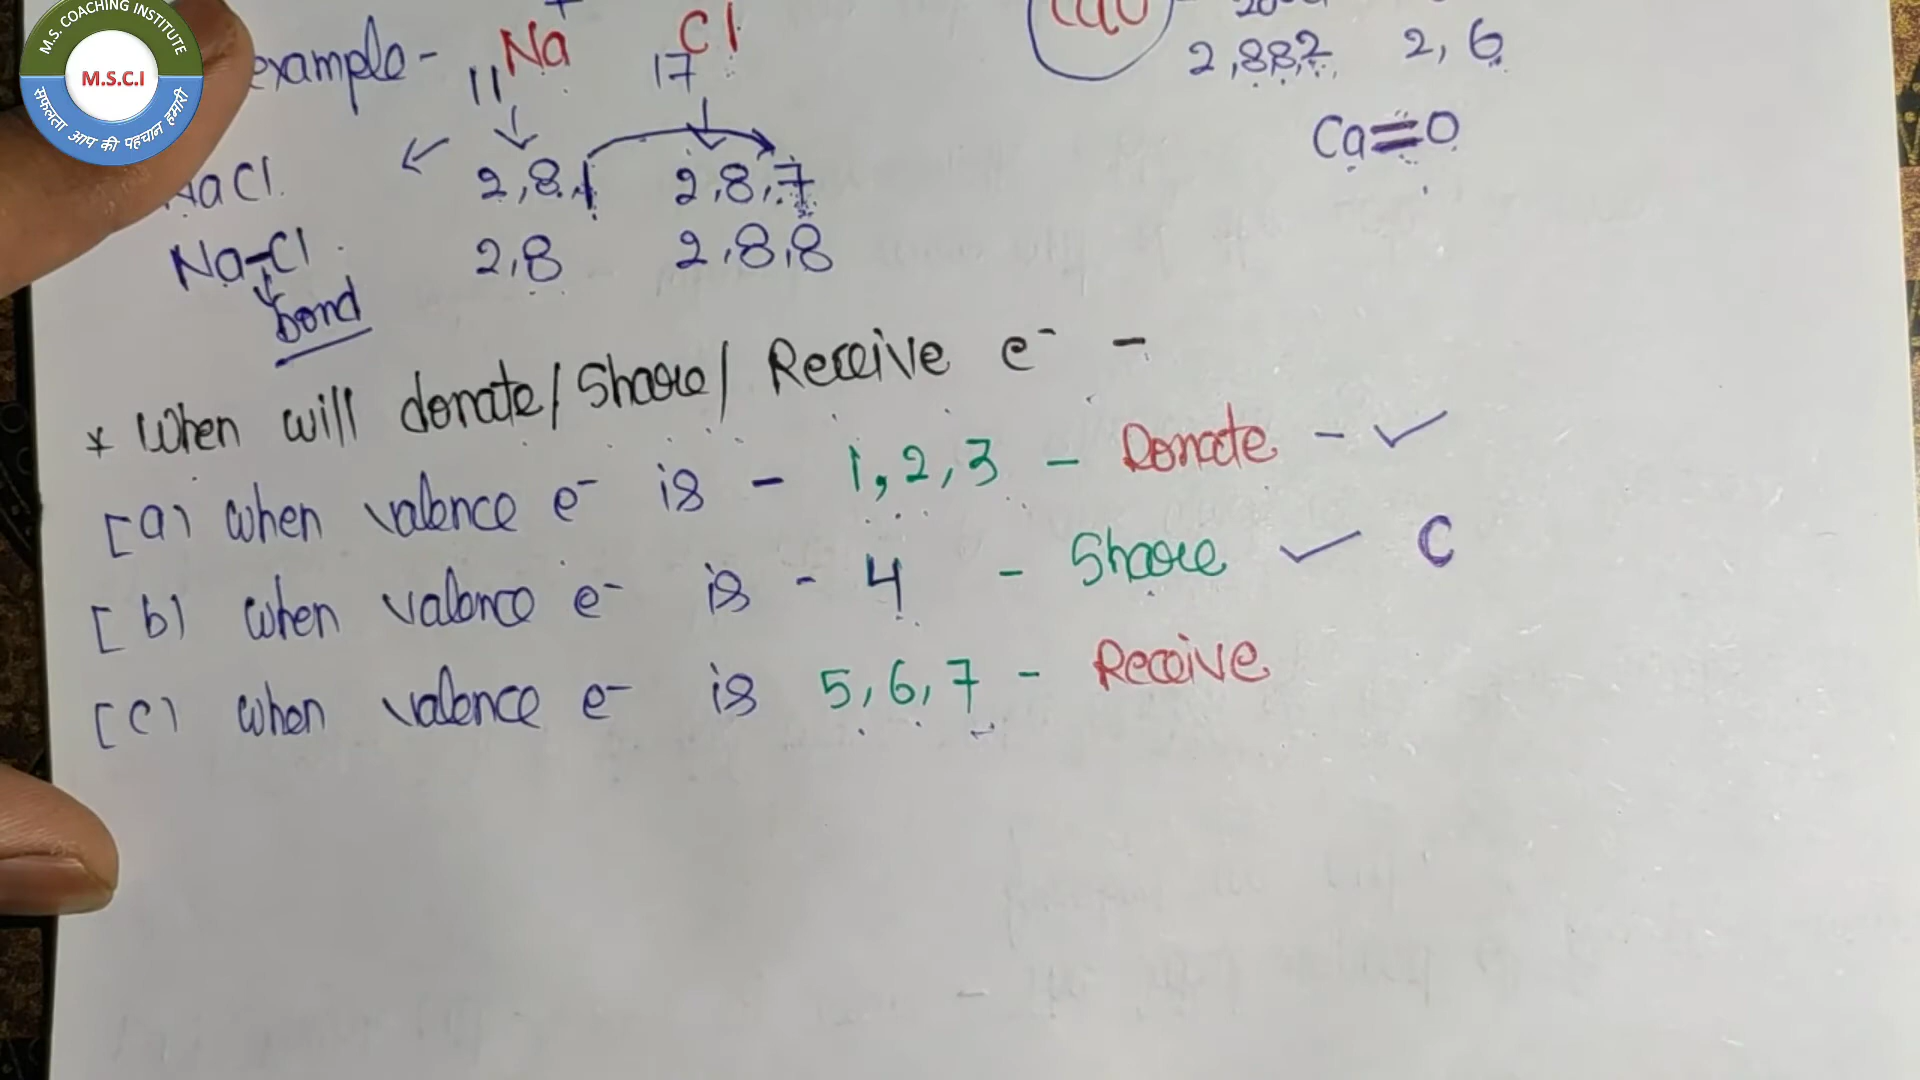 M.S. COACHING INSTITUTE
M.S.C.I
सफलता आप की पहचान हमारी
example- 11Na+ 17Cl
2,8,8,2 2,6
Ca=O
NaCl 2,8,1 2,8,7
Na-Cl 2,8 2,8,8
bond
* When will donate/Share/Receive e⁻ -
[a) when valence e⁻ is - 1,2,3 - Donate - ✓
[b) when valence e⁻ is - 4 - Share ✓ C
[c) when valence e⁻ is 5,6,7 - Receive